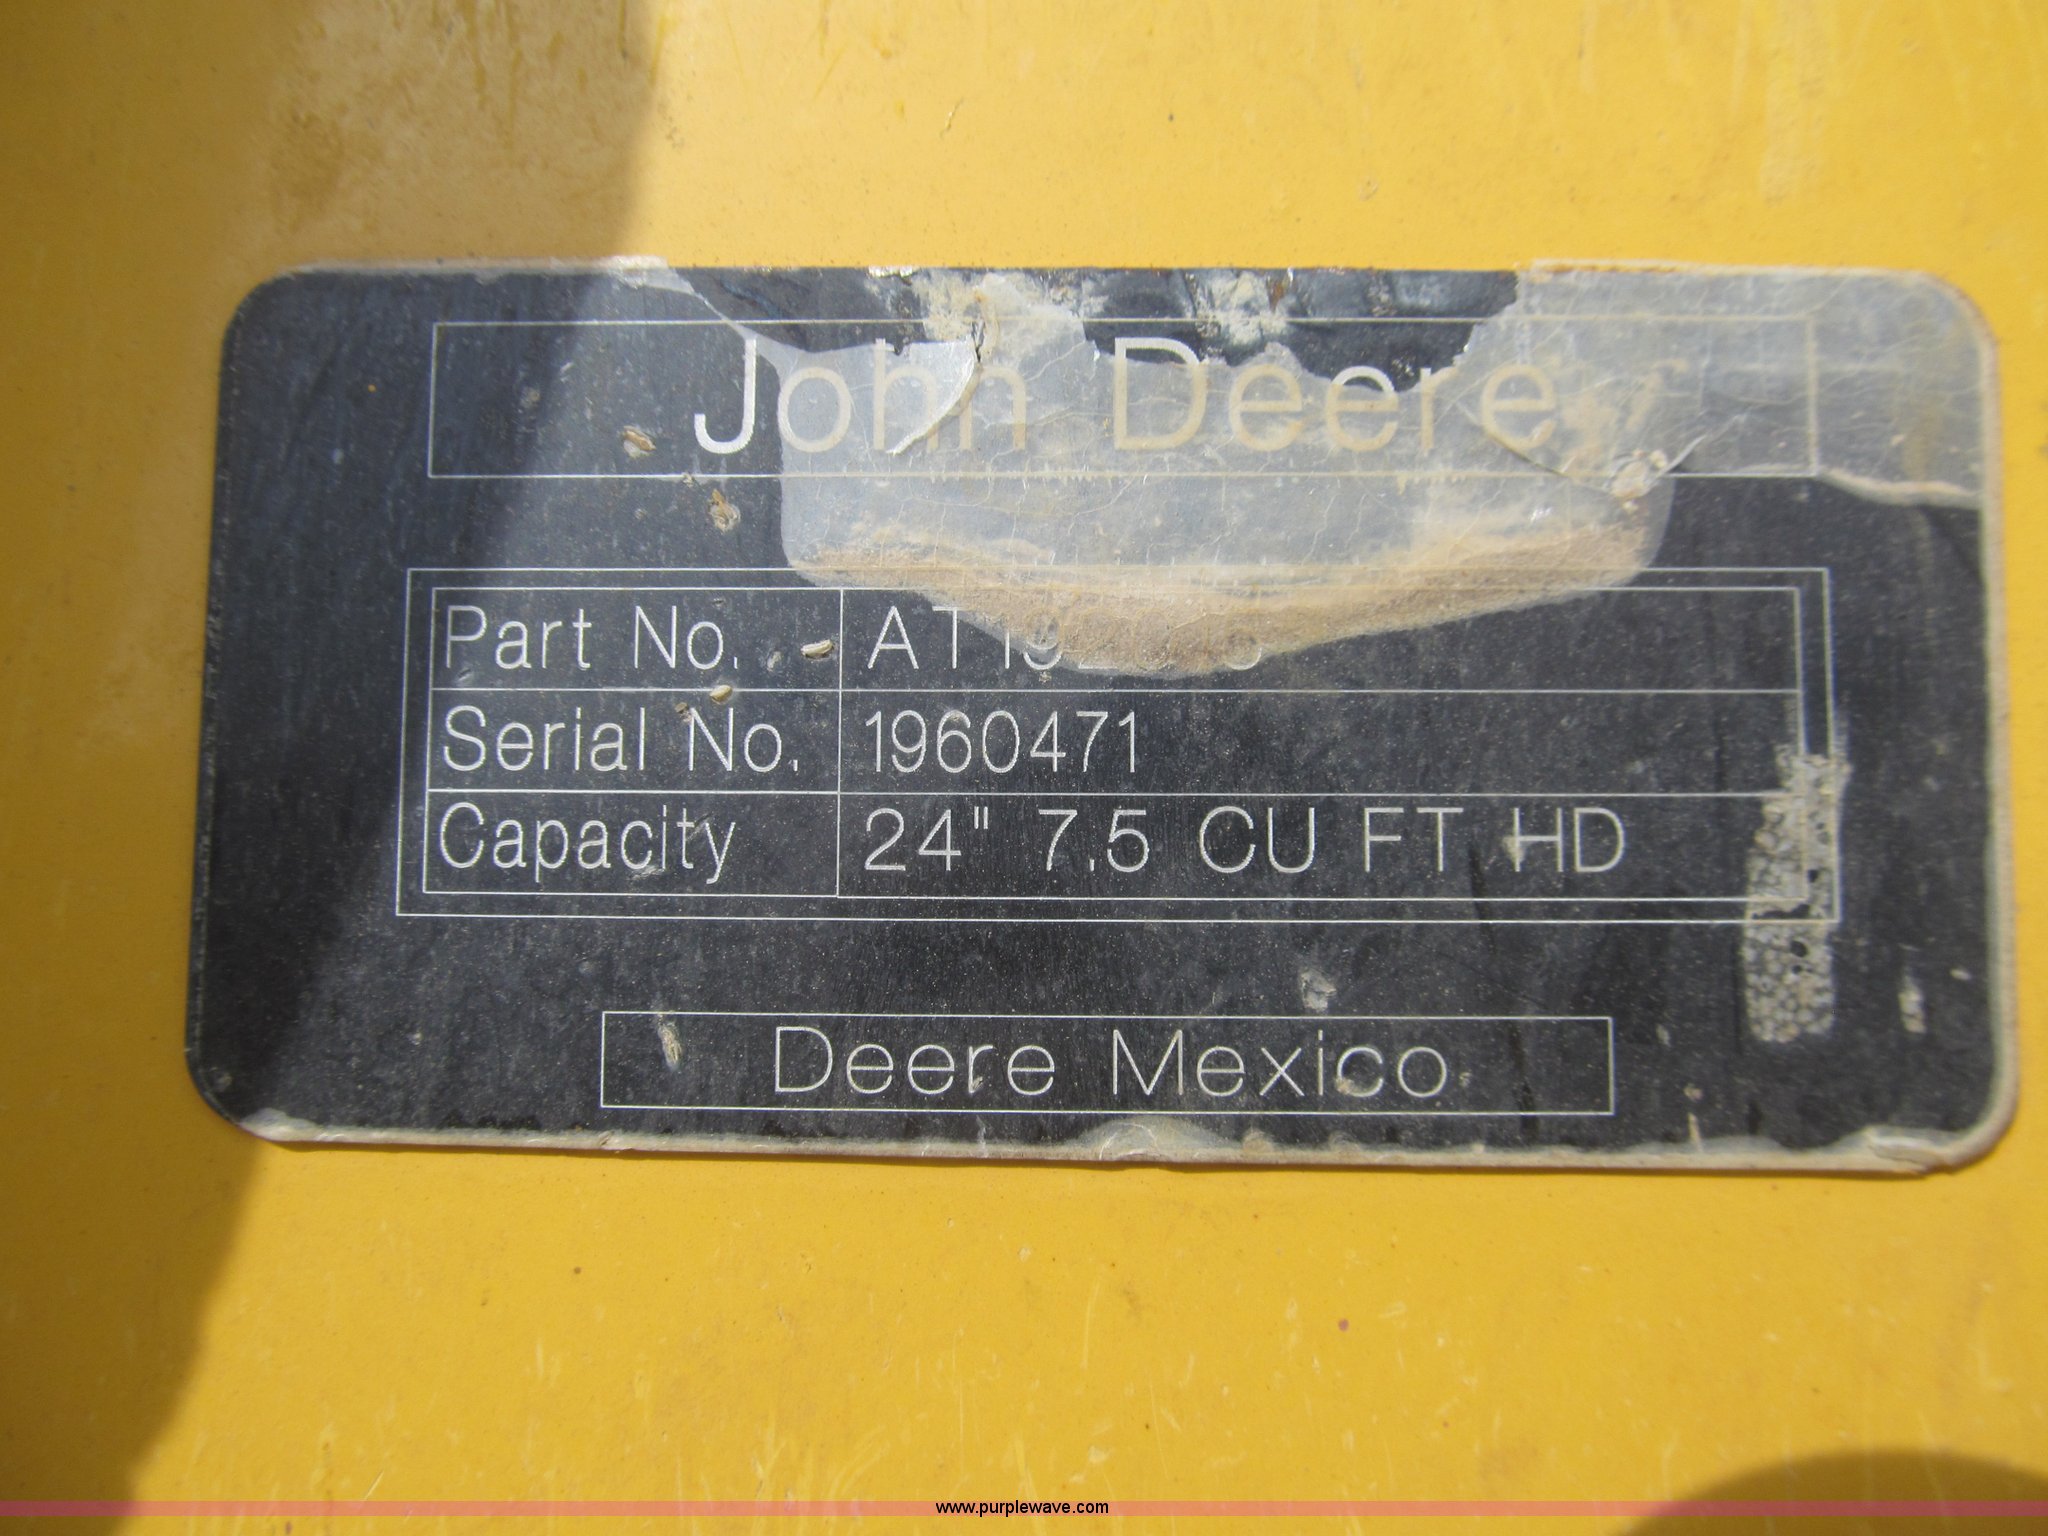 John Deere
Part No.
Serial No. 1960471
Capacity 24" 7.5 CU FT HD
Deere Mexico
www.purplewave.com